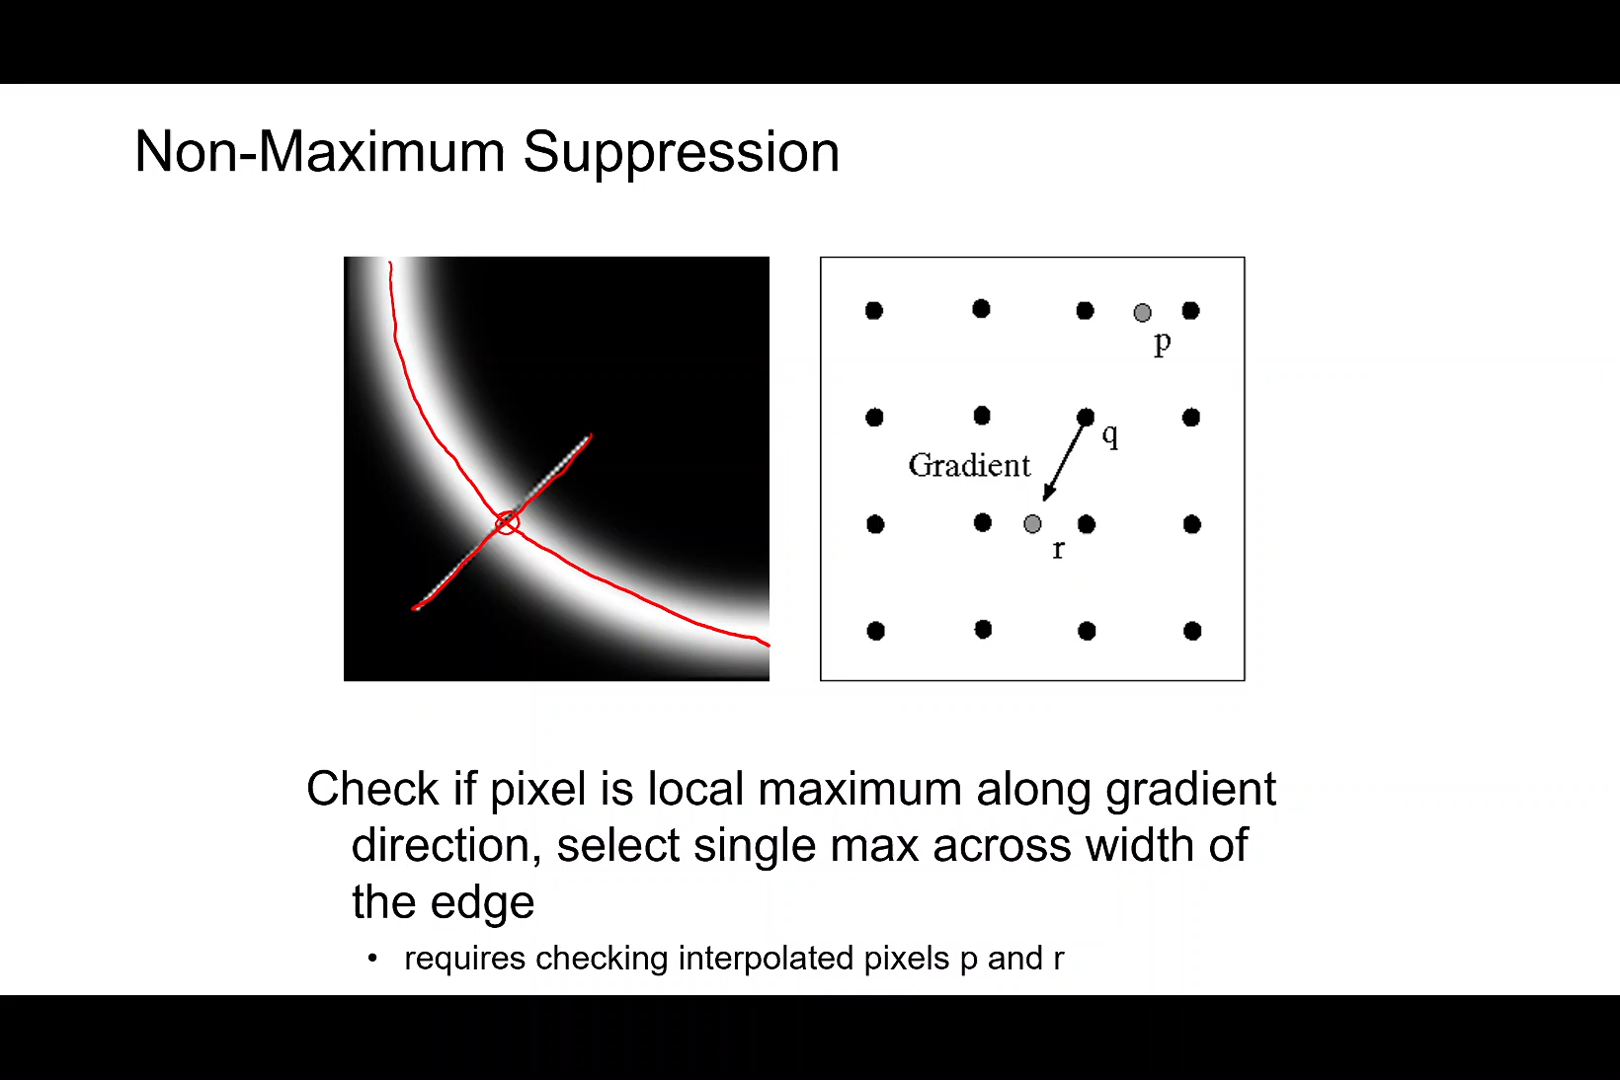 Non-Maximum Suppression
p
q
Gradient
r
Check if pixel is local maximum along gradient
direction, select single max across width of
the edge
• requires checking interpolated pixels p and r